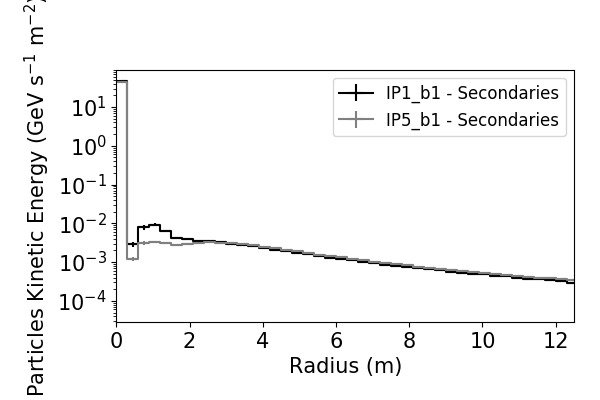 Particles Kinetic Energy (GeV s⁻¹ m⁻²)
10¹
10⁰
10⁻¹
10⁻²
10⁻³
10⁻⁴
IP1_b1 - Secondaries
IP5_b1 - Secondaries
0 2 4 6 8 10 12
Radius (m)